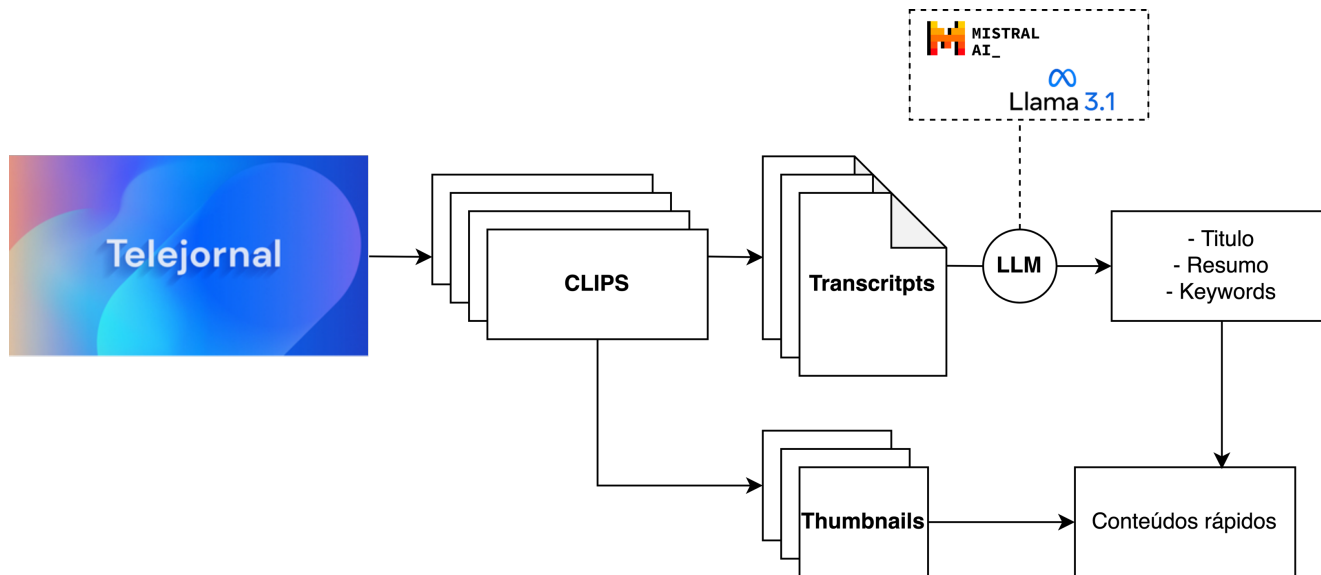 MISTRAL
AI_
Llama 3.1
Telejornal
CLIPS
Transcritpts
LLM
- Titulo
- Resumo
- Keywords
Thumbnails
Conteúdos rápidos